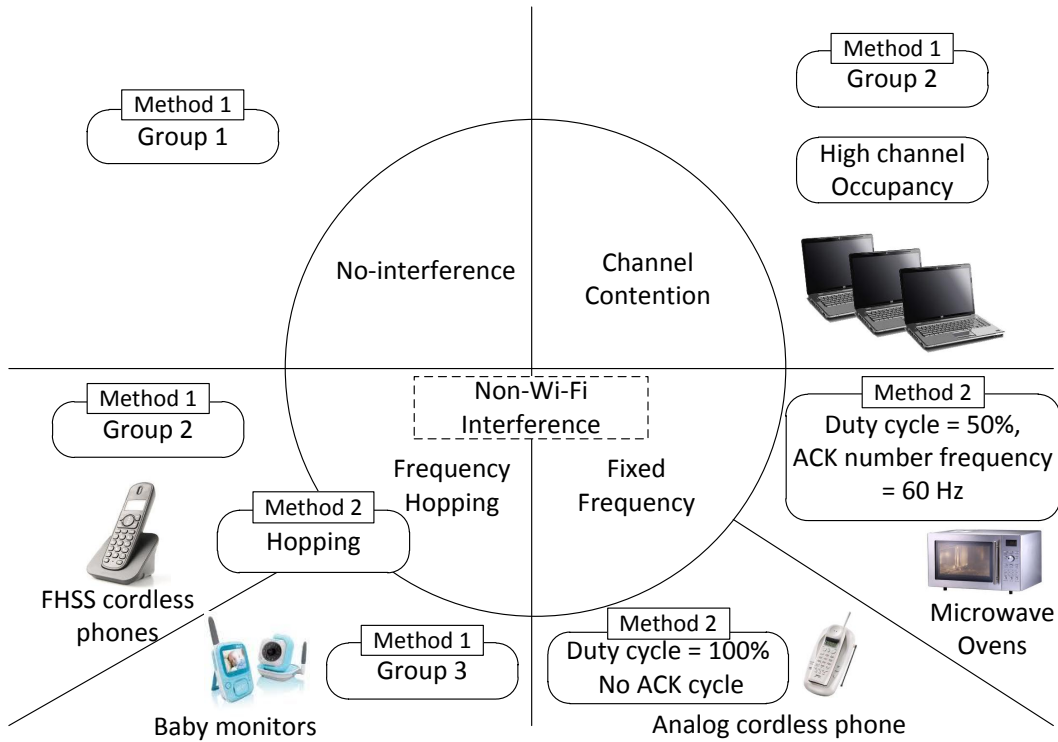 Method 1
Group 1
Method 1
Group 2
High channel
Occupancy
No-interference
Channel
Contention
Non-Wi-Fi
Interference
Frequency
Hopping
Fixed
Frequency
Method 1
Group 2
Method 2
Hopping
FHSS cordless
phones
Method 2
Duty cycle = 50%,
ACK number frequency
= 60 Hz
Microwave
Ovens
Method 1
Group 3
Baby monitors
Method 2
Duty cycle = 100%
No ACK cycle
Analog cordless phone